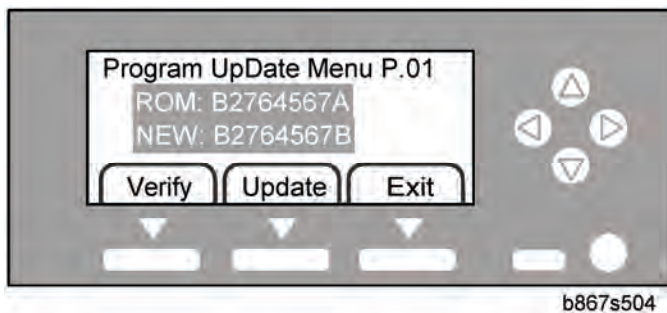 Program UpDate Menu P.01
ROM: B2764567A
NEW: B2764567B
Verify Update Exit
b867s504